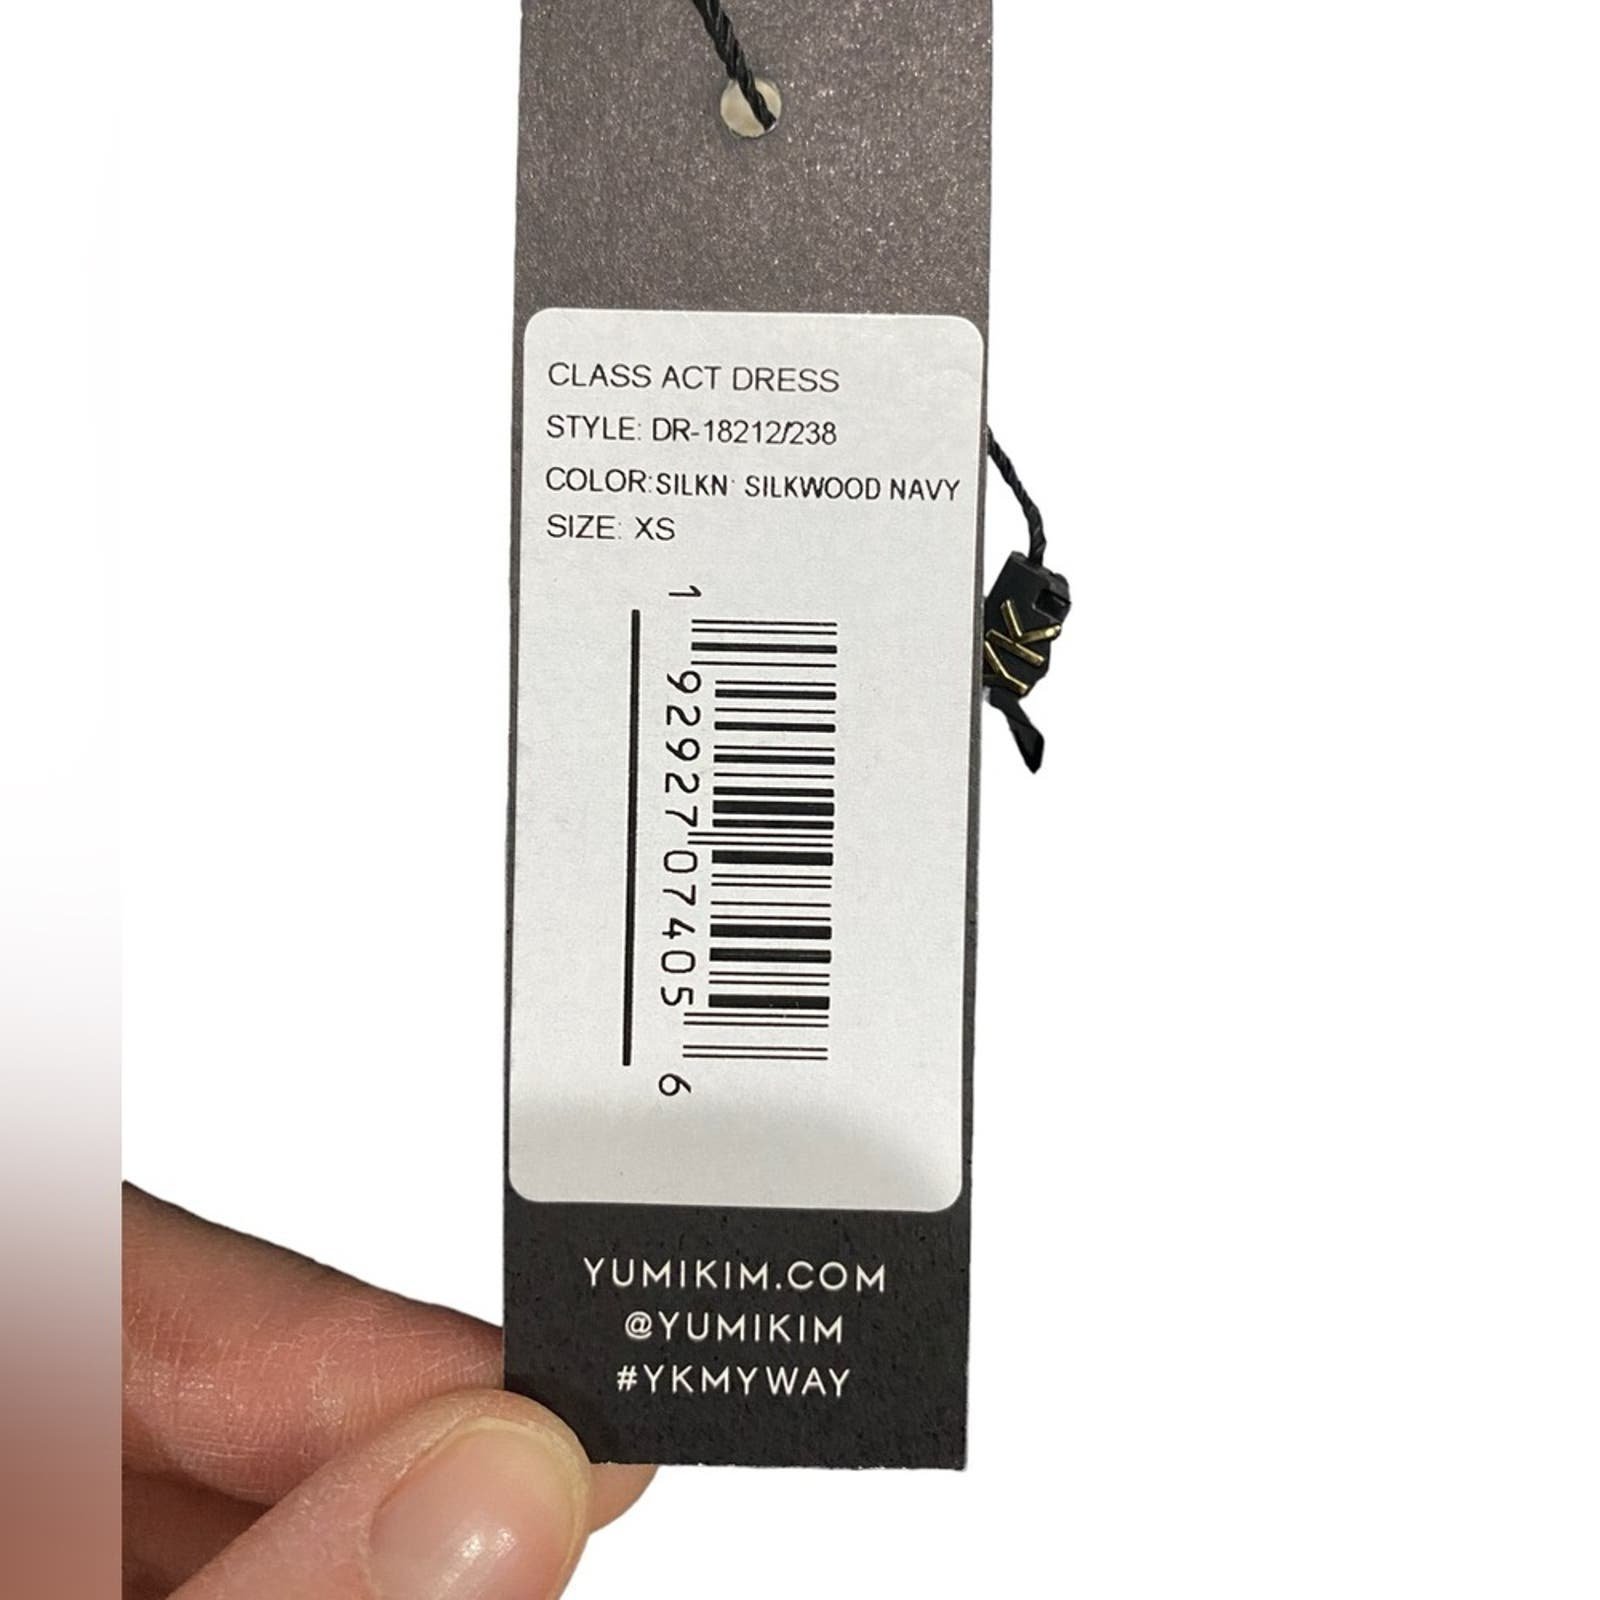 CLASS ACT DRESS
STYLE: DR-18212/238
COLOR:SILKN: SILKWOOD NAVY
SIZE: XS
1 92927 07405 6
YK
YUMIKIM.COM
@YUMIKIM
#YKMYWAY